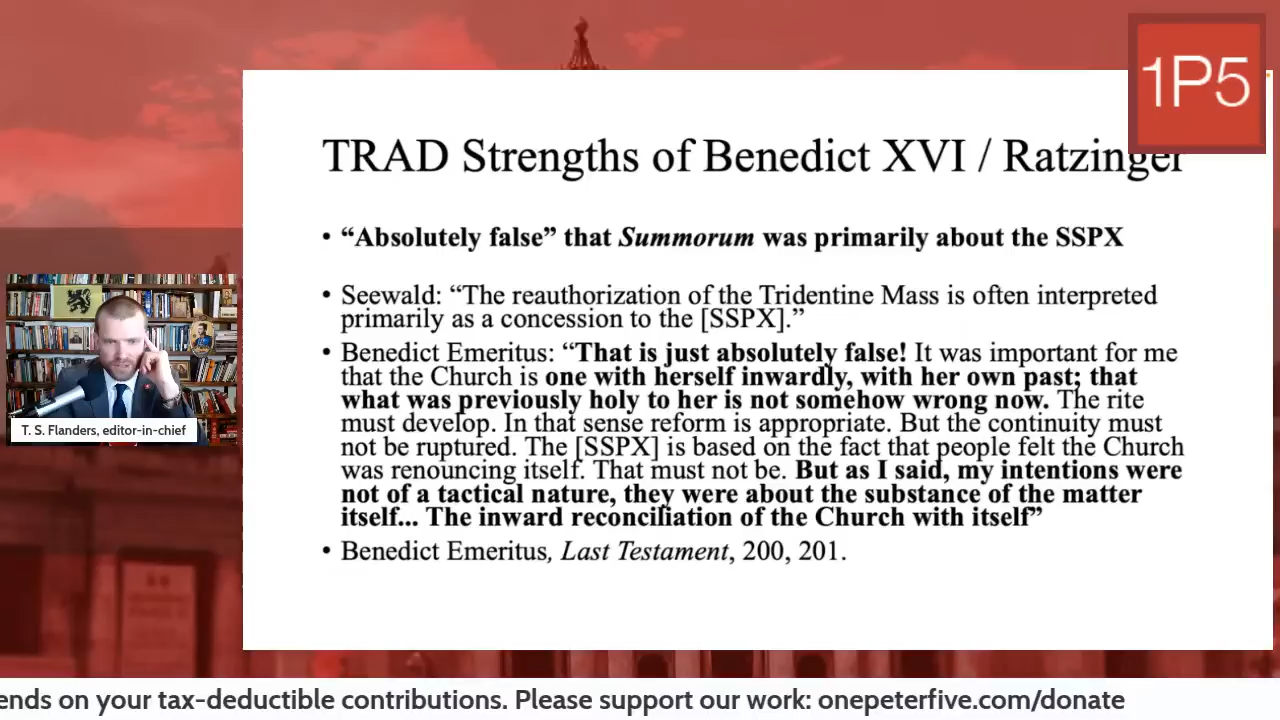 1P5
TRAD Strengths of Benedict XVI / Ratzinger
• “Absolutely false” that Summorum was primarily about the SSPX
• Seewald: “The reauthorization of the Tridentine Mass is often interpreted
primarily as a concession to the [SSPX].”
• Benedict Emeritus: “That is just absolutely false! It was important for me
that the Church is one with herself inwardly, with her own past; that
what was previously holy to her is not somehow wrong now. The rite
must develop. In that sense reform is appropriate. But the continuity must
not be ruptured. The [SSPX] is based on the fact that people felt the Church
was renouncing itself. That must not be. But as I said, my intentions were
not of a tactical nature, they were about the substance of the matter
itself... The inward reconciliation of the Church with itself”
• Benedict Emeritus, Last Testament, 200, 201.
T. S. Flanders, editor-in-chief
ends on your tax-deductible contributions. Please support our work: onepeterfive.com/donate